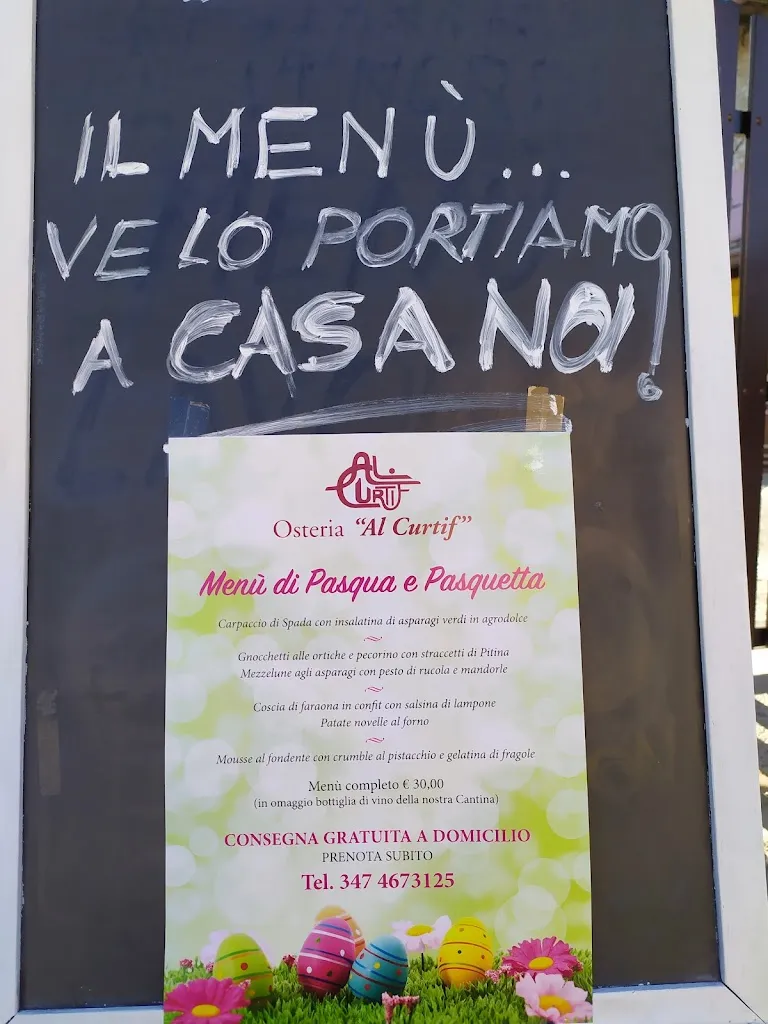 IL MENÙ...
VE LO PORTIAMO
A CASA NOI!
AL CURTIF
Osteria "Al Curtif"
Menù di Pasqua e Pasquetta
Carpaccio di Spada con insalatina di asparagi verdi in agrodolce
Gnocchetti alle ortiche e pecorino con straccetti di Pitina
Mezzelune agli asparagi con pesto di rucola e mandorle
Coscia di faraona in confit con salsina di lampone
Patate novelle al forno
Mousse al fondente con crumble al pistacchio e gelatina di fragole
Menù completo € 30,00
(in omaggio bottiglia di vino della nostra Cantina)
CONSEGNA GRATUITA A DOMICILIO
PRENOTA SUBITO
Tel. 347 4673125